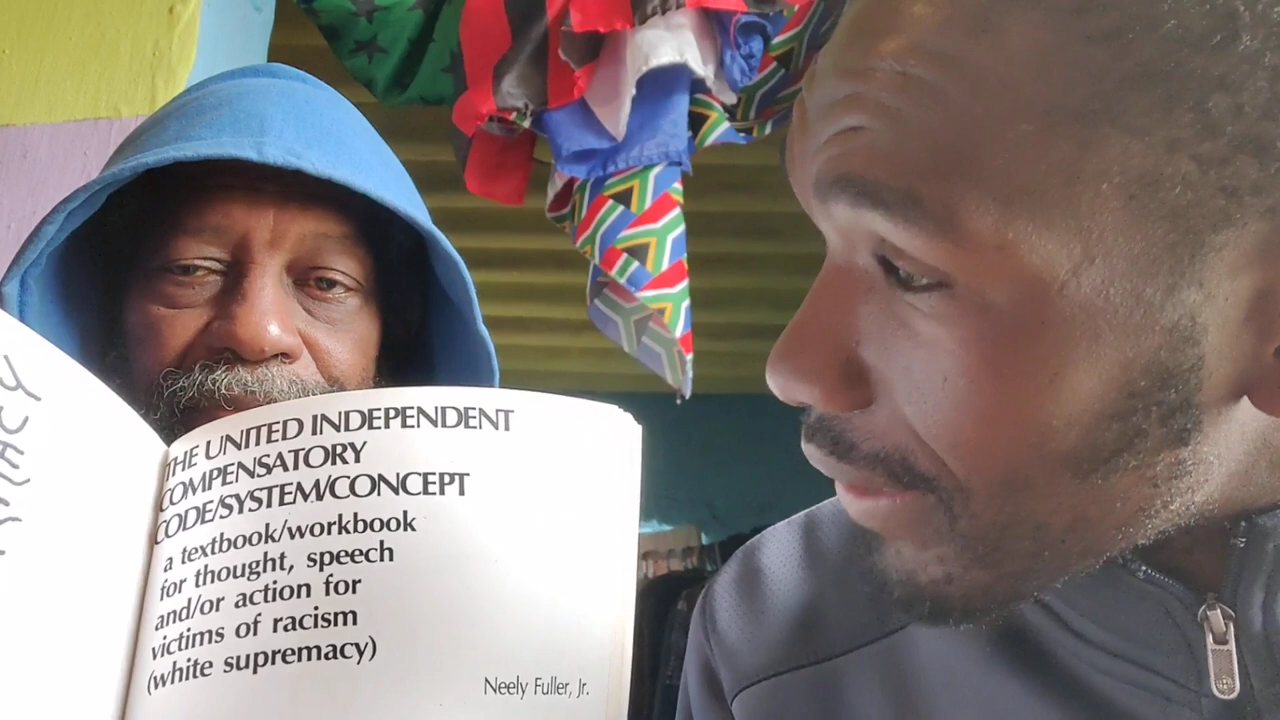 THE UNITED INDEPENDENT
COMPENSATORY
CODE/SYSTEM/CONCEPT
a textbook/workbook
for thought, speech
and/or action for
victims of racism
(white supremacy)
Neely Fuller, Jr.